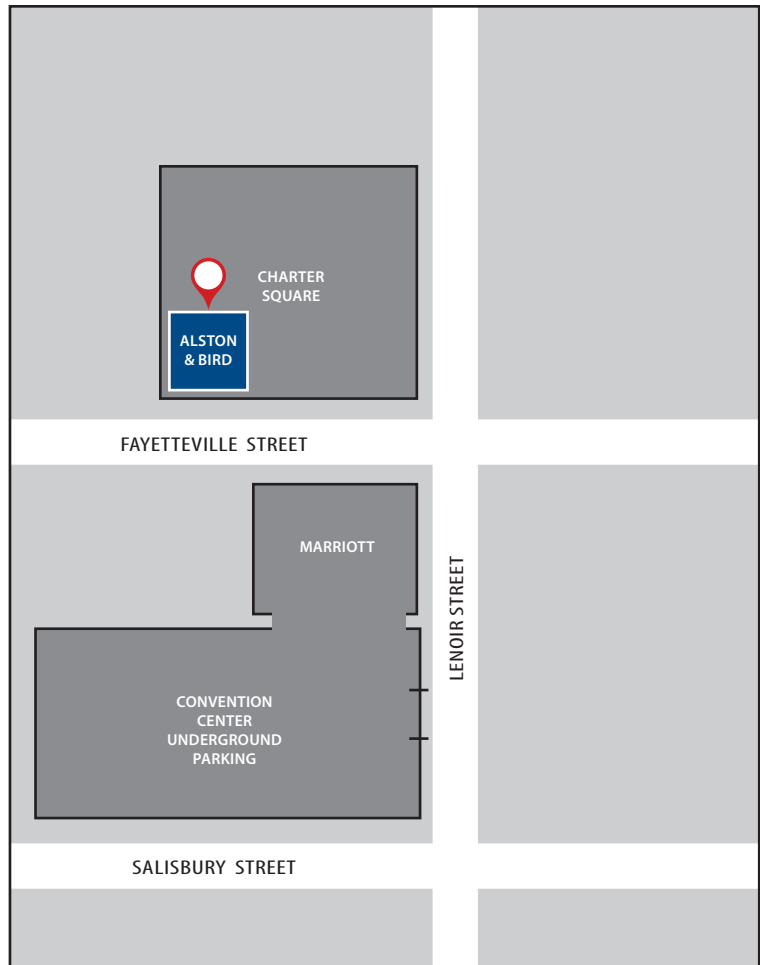 CHARTER
SQUARE
ALSTON
& BIRD
FAYETTEVILLE STREET
MARRIOTT
LENOIR STREET
CONVENTION
CENTER
UNDERGROUND
PARKING
SALISBURY STREET